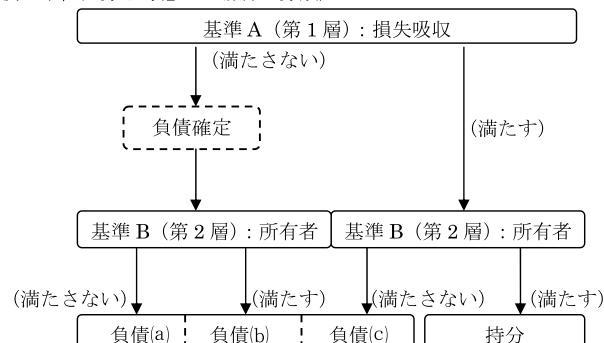 基準 A（第 1 層）: 損失吸収
（満たさない）
負債確定
（満たす）
基準 B（第 2 層）: 所有者 基準 B（第 2 層）: 所有者
（満たさない） （満たす） （満たさない） （満たす）
負債(a) 負債(b) 負債(c) 持分